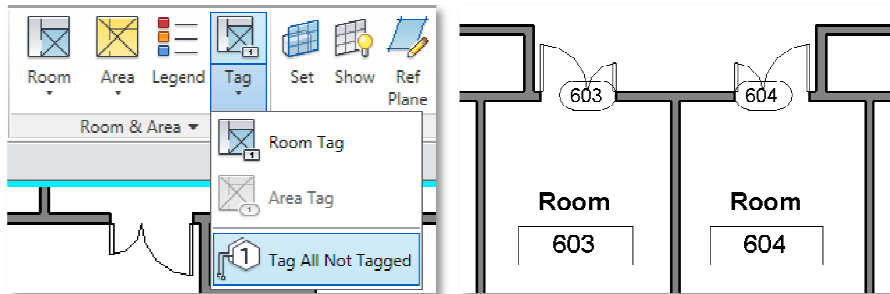 Room Area Legend Tag Set Show Ref Plane
Room & Area
Room Tag
Area Tag
1 Tag All Not Tagged
603 604
Room Room
603 604